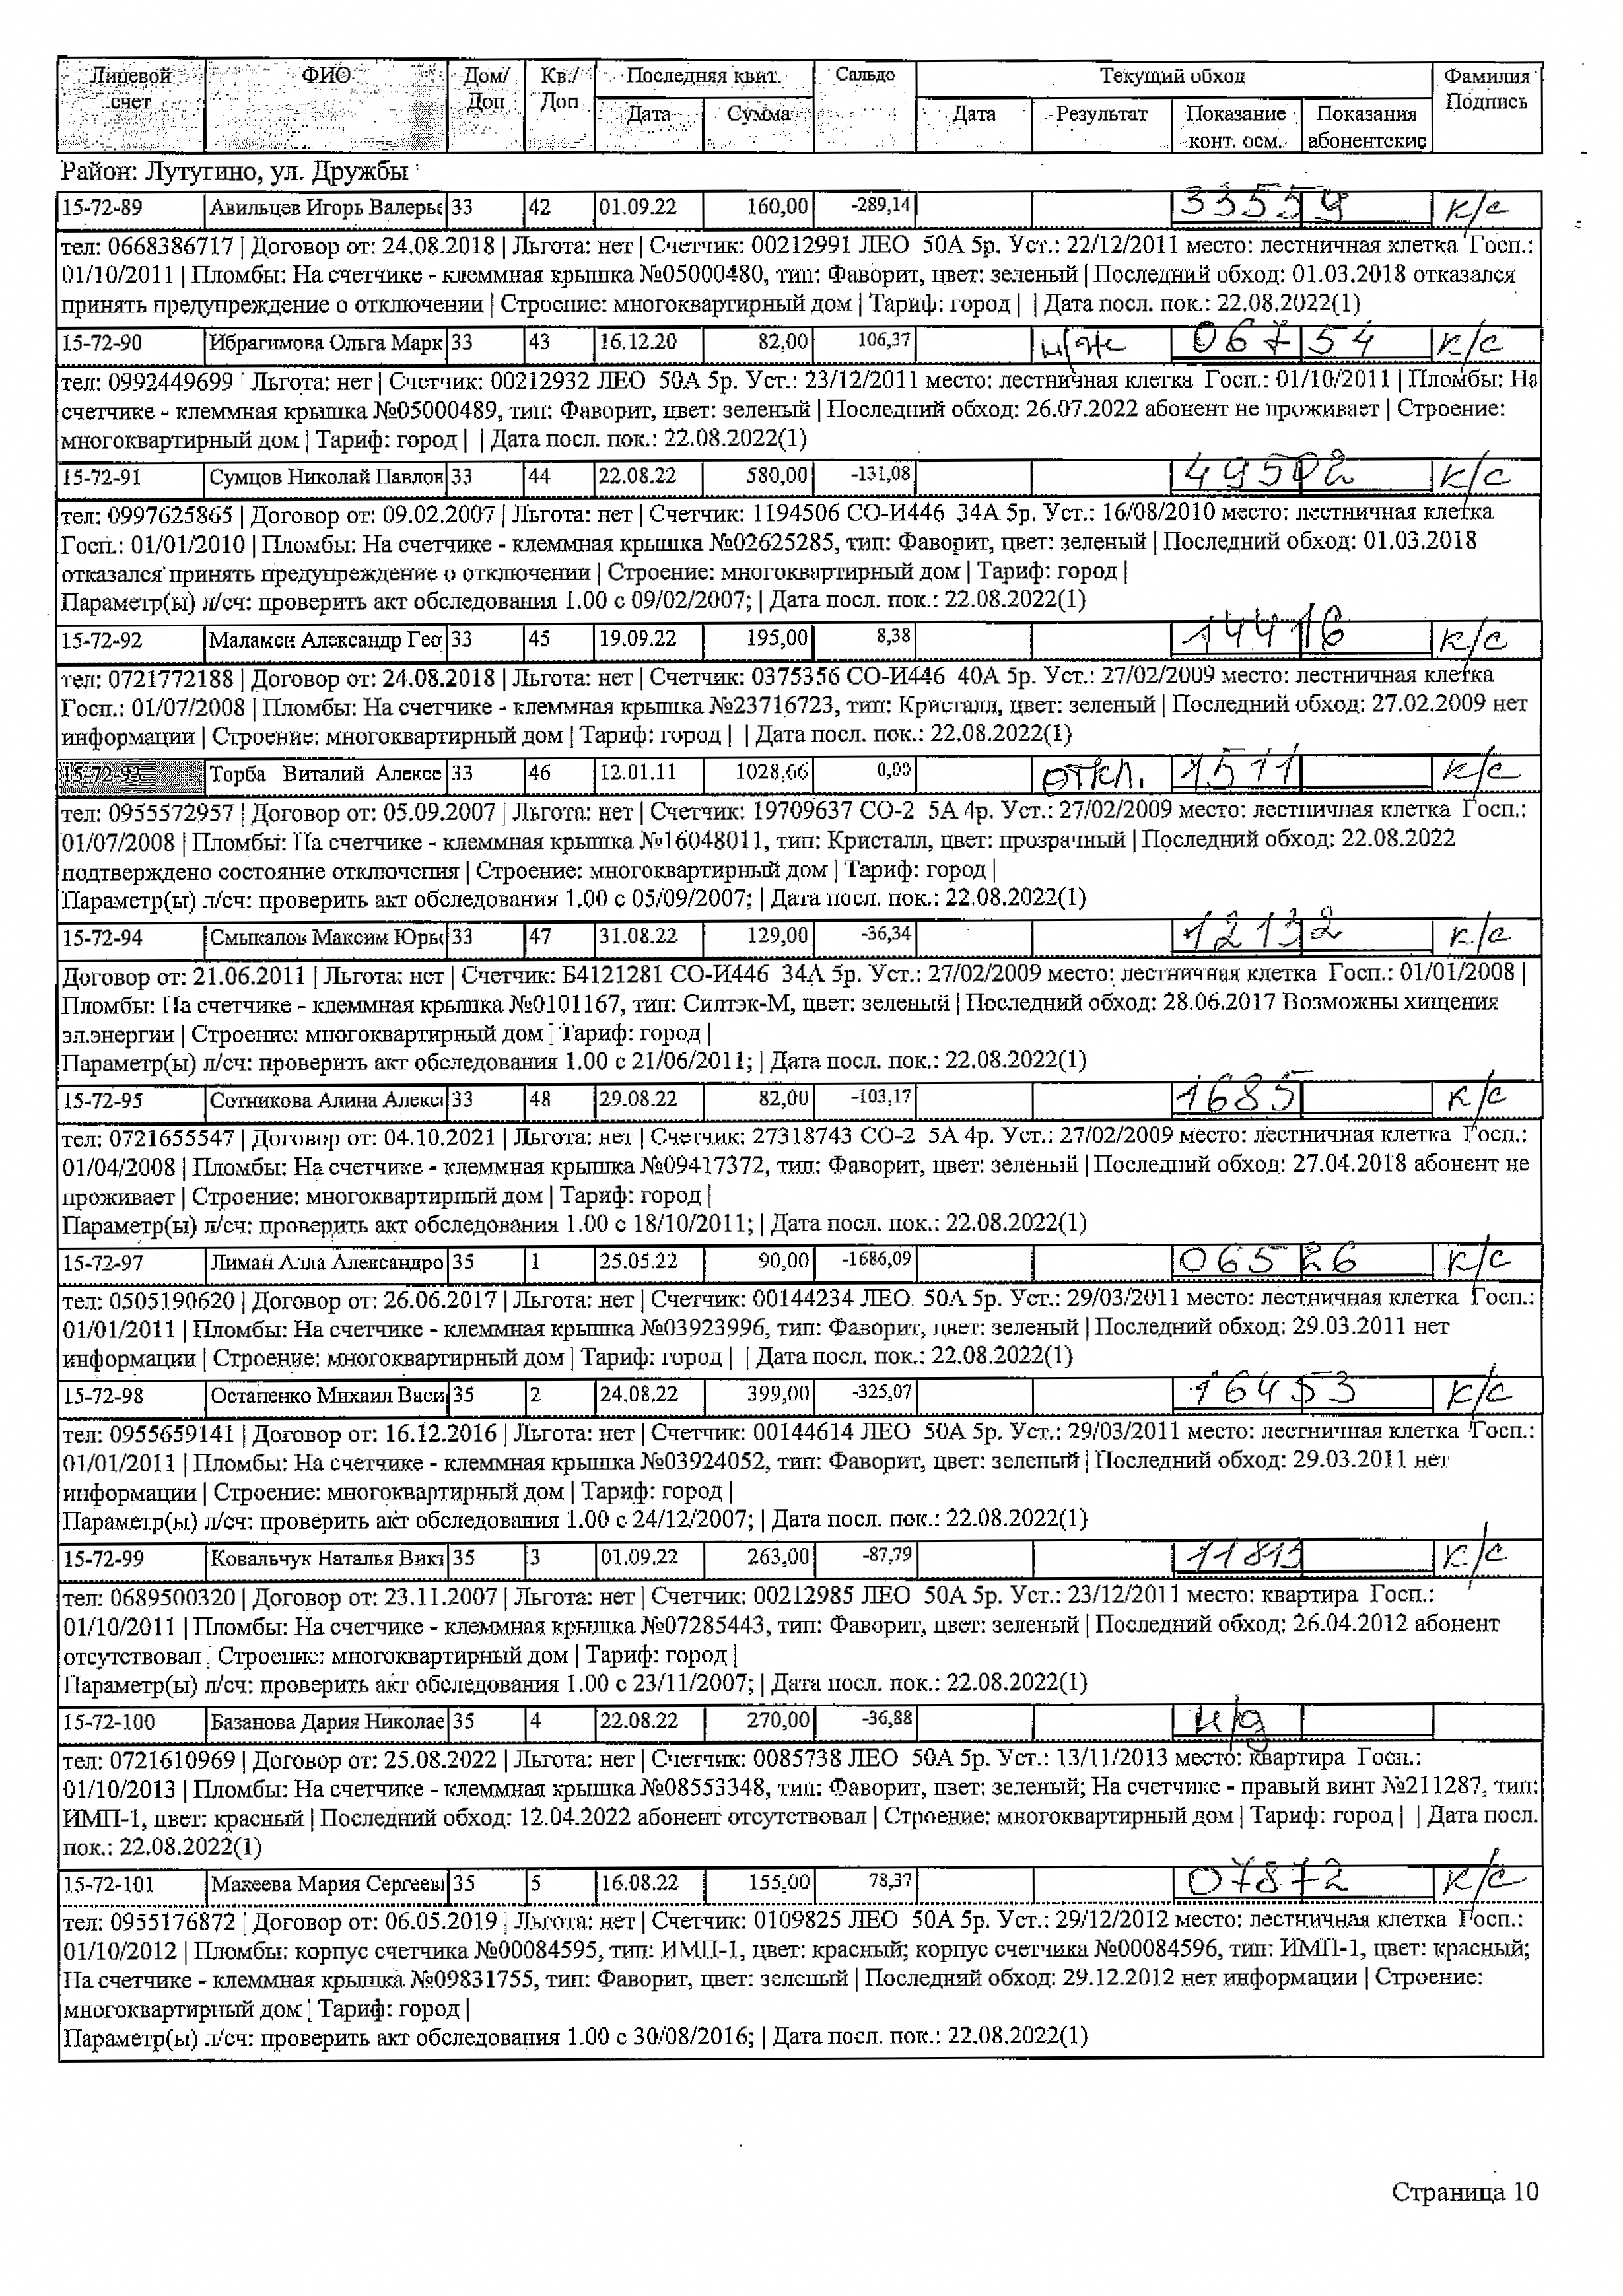 Лицевой счет | ФИО | Дом/ Доп | Кв./ Доп | Последняя квит. | Сальдо | Текущий обход | Фамилия Подпись
Дата | Сумма | Дата | Результат | Показание конт. осм. | Показания абонентские
Район: Лутугино, ул. Дружбы
15-72-89 | Авильцев Игорь Валерьє | 33 | 42 | 01.09.22 | 160,00 | -289,14 | 33559 | к/с
тел: 0668386717 | Договор от: 24.08.2018 | Льгота: нет | Счетчик: 00212991 ЛЕО 50А 5р. Уст.: 22/12/2011 место: лестничная клетка Госп.:
01/10/2011 | Пломбы: На счетчике - клеммная крышка №05000480, тип: Фаворит, цвет: зеленый | Последний обход: 01.03.2018 отказался
принять предупреждение о отключении | Строение: многоквартирный дом | Тариф: город | | Дата посл. пок.: 22.08.2022(1)
15-72-90 | Ибрагимова Ольга Марк | 33 | 43 | 16.12.20 | 82,00 | 106,37 | н/ж | 06754 | к/с
тел: 0992449699 | Льгота: нет | Счетчик: 00212932 ЛЕО 50А 5р. Уст.: 23/12/2011 место: лестничная клетка Госп.: 01/10/2011 | Пломбы: На
счетчике - клеммная крышка №05000489, тип: Фаворит, цвет: зеленый | Последний обход: 26.07.2022 абонент не проживает | Строение:
многоквартирный дом | Тариф: город | | Дата посл. пок.: 22.08.2022(1)
15-72-91 | Сумцов Николай Павлон | 33 | 44 | 22.08.22 | 580,00 | -131,08 | 49502 | к/с
тел: 0997625865 | Договор от: 09.02.2007 | Льгота: нет | Счетчик: 1194506 СО-И446 34А 5р. Уст.: 16/08/2010 место: лестничная клетка
Госп.: 01/01/2010 | Пломбы: На счетчике - клеммная крышка №02625285, тип: Фаворит, цвет: зеленый | Последний обход: 01.03.2018
отказался принять предупреждение о отключении | Строение: многоквартирный дом | Тариф: город |
Параметр(ы) л/сч: проверить акт обследования 1.00 с 09/02/2007; | Дата посл. пок.: 22.08.2022(1)
15-72-92 | Маламен Александр Гео | 33 | 45 | 19.09.22 | 195,00 | 8,38 | 14416 | к/с
тел: 0721772188 | Договор от: 24.08.2018 | Льгота: нет | Счетчик: 0375356 СО-И446 40А 5р. Уст.: 27/02/2009 место: лестничная клетка
Госп.: 01/07/2008 | Пломбы: На счетчике - клеммная крышка №23716723, тип: Кристалл, цвет: зеленый | Последний обход: 27.02.2009 нет
информации | Строение: многоквартирный дом | Тариф: город | | Дата посл. пок.: 22.08.2022(1)
15-72-93 | Торба Виталий Алексе | 33 | 46 | 12.01.11 | 1028,66 | 0,00 | откл. | 1511 | к/с
тел: 0955572957 | Договор от: 05.09.2007 | Льгота: нет | Счетчик: 19709637 СО-2 5А 4р. Уст.: 27/02/2009 место: лестничная клетка Госп.:
01/07/2008 | Пломбы: На счетчике - клеммная крышка №16048011, тип: Кристалл, цвет: прозрачный | Последний обход: 22.08.2022
подтверждено состояние отключения | Строение: многоквартирный дом | Тариф: город |
Параметр(ы) л/сч: проверить акт обследования 1.00 с 05/09/2007; | Дата посл. пок.: 22.08.2022(1)
15-72-94 | Смыкалов Максим Юры | 33 | 47 | 31.08.22 | 129,00 | -36,34 | 12132 | к/с
Договор от: 21.06.2011 | Льгота: нет | Счетчик: Б4121281 СО-И446 34А 5р. Уст.: 27/02/2009 место: лестничная клетка Госп.: 01/01/2008 |
Пломбы: На счетчике - клеммная крышка №0101167, тип: Силтэк-М, цвет: зеленый | Последний обход: 28.06.2017 Возможны хищения
эл.энергии | Строение: многоквартирный дом | Тариф: город |
Параметр(ы) л/сч: проверить акт обследования 1.00 с 21/06/2011; | Дата посл. пок.: 22.08.2022(1)
15-72-95 | Сотникова Алина Алекс | 33 | 48 | 29.08.22 | 82,00 | -103,17 | 1685 | к/с
тел: 0721655547 | Договор от: 04.10.2021 | Льгота: нет | Счетчик: 27318743 СО-2 5А 4р. Уст.: 27/02/2009 место: лестничная клетка Госп.:
01/04/2008 | Пломбы: На счетчике - клеммная крышка №09417372, тип: Фаворит, цвет: зеленый | Последний обход: 27.04.2018 абонент не
проживает | Строение: многоквартирный дом | Тариф: город |
Параметр(ы) л/сч: проверить акт обследования 1.00 с 18/10/2011; | Дата посл. пок.: 22.08.2022(1)
15-72-97 | Лиман Алла Александро | 35 | 1 | 25.05.22 | 90,00 | -1686,09 | 06526 | к/с
тел: 0505190620 | Договор от: 26.06.2017 | Льгота: нет | Счетчик: 00144234 ЛЕО 50А 5р. Уст.: 29/03/2011 место: лестничная клетка Госп.:
01/01/2011 | Пломбы: На счетчике - клеммная крышка №03923996, тип: Фаворит, цвет: зеленый | Последний обход: 29.03.2011 нет
информации | Строение: многоквартирный дом | Тариф: город | | Дата посл. пок.: 22.08.2022(1)
15-72-98 | Остапенко Михаил Васи | 35 | 2 | 24.08.22 | 399,00 | -325,07 | 16453 | к/с
тел: 0955659141 | Договор от: 16.12.2016 | Льгота: нет | Счетчик: 00144614 ЛЕО 50А 5р. Уст.: 29/03/2011 место: лестничная клетка Госп.:
01/01/2011 | Пломбы: На счетчике - клеммная крышка №03924052, тип: Фаворит, цвет: зеленый | Последний обход: 29.03.2011 нет
информации | Строение: многоквартирный дом | Тариф: город |
Параметр(ы) л/сч: проверить акт обследования 1.00 с 24/12/2007; | Дата посл. пок.: 22.08.2022(1)
15-72-99 | Ковальчук Наталья Викт | 35 | 3 | 01.09.22 | 263,00 | -87,79 | 11813 | к/с
тел: 0689500320 | Договор от: 23.11.2007 | Льгота: нет | Счетчик: 00212985 ЛЕО 50А 5р. Уст.: 23/12/2011 место: квартира Госп.:
01/10/2011 | Пломбы: На счетчике - клеммная крышка №07285443, тип: Фаворит, цвет: зеленый | Последний обход: 26.04.2012 абонент
отсутствовал | Строение: многоквартирный дом | Тариф: город |
Параметр(ы) л/сч: проверить акт обследования 1.00 с 23/11/2007; | Дата посл. пок.: 22.08.2022(1)
15-72-100 | Базанова Дария Николае | 35 | 4 | 22.08.22 | 270,00 | -36,88 | н/д
тел: 0721610969 | Договор от: 25.08.2022 | Льгота: нет | Счетчик: 0085738 ЛЕО 50А 5р. Уст.: 13/11/2013 место: квартира Госп.:
01/10/2013 | Пломбы: На счетчике - клеммная крышка №08553348, тип: Фаворит, цвет: зеленый; На счетчике - правый винт №211287, тип:
ИМП-1, цвет: красный | Последний обход: 12.04.2022 абонент отсутствовал | Строение: многоквартирный дом | Тариф: город | | Дата посл.
пок.: 22.08.2022(1)
15-72-101 | Макеева Мария Сергеевн | 35 | 5 | 16.08.22 | 155,00 | 78,37 | 07872 | к/с
тел: 0955176872 | Договор от: 06.05.2019 | Льгота: нет | Счетчик: 0109825 ЛЕО 50А 5р. Уст.: 29/12/2012 место: лестничная клетка Госп.:
01/10/2012 | Пломбы: корпус счетчика №00084595, тип: ИМП-1, цвет: красный; корпус счетчика №00084596, тип: ИМП-1, цвет: красный;
На счетчике - клеммная крышка №09831755, тип: Фаворит, цвет: зеленый | Последний обход: 29.12.2012 нет информации | Строение:
многоквартирный дом | Тариф: город |
Параметр(ы) л/сч: проверить акт обследования 1.00 с 30/08/2016; | Дата посл. пок.: 22.08.2022(1)
Страница 10